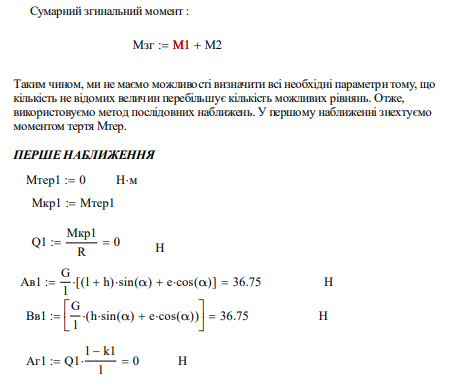 Сумарний згинальний момент :
Мзг := М1 + М2
Таким чином, ми не маємо можливості визначити всі необхідні параметри тому, що
кількість не відомих величин перебільшує кількість можливих рівнянь. Отже,
використовуємо метод послідовних наближень. У першому наближенні знехтуємо
моментом тертя Мтер.
ПЕРШЕ НАБЛИЖЕННЯ
Мтер1 := 0 Н·м
Мкр1 := Мтер1
Q1 := Мкр1/R = 0 Н
Ав1 := G/l·[(l + h)·sin(α) + e·cos(α)] = 36.75 Н
Вв1 := [G/l·(h·sin(α) + e·cos(α))] = 36.75 Н
Аг1 := Q1·l – k1/l = 0 Н